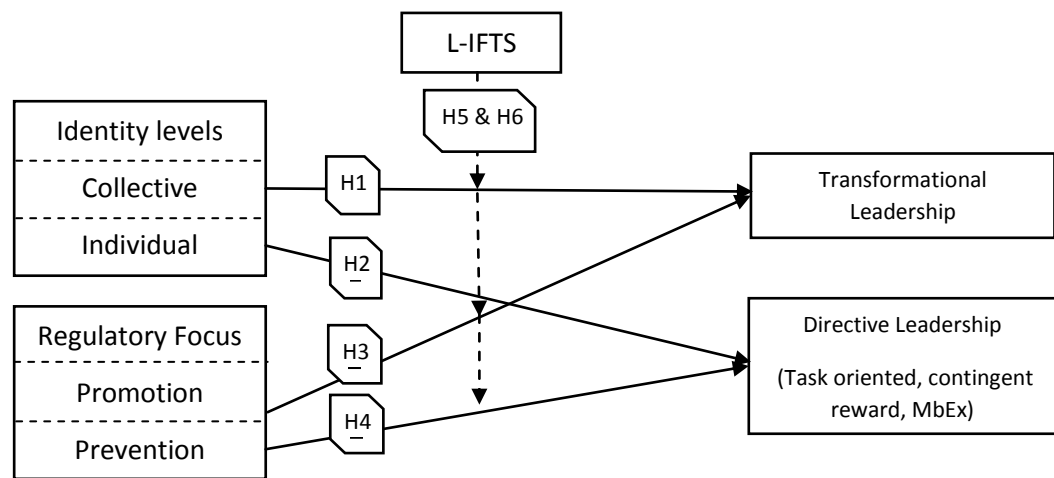 L-IFTS
H5 & H6
Identity levels
Collective
Individual
H1
H2
Transformational
Leadership
Regulatory Focus
Promotion
Prevention
H3
H4
Directive Leadership
(Task oriented, contingent
reward, MbEx)